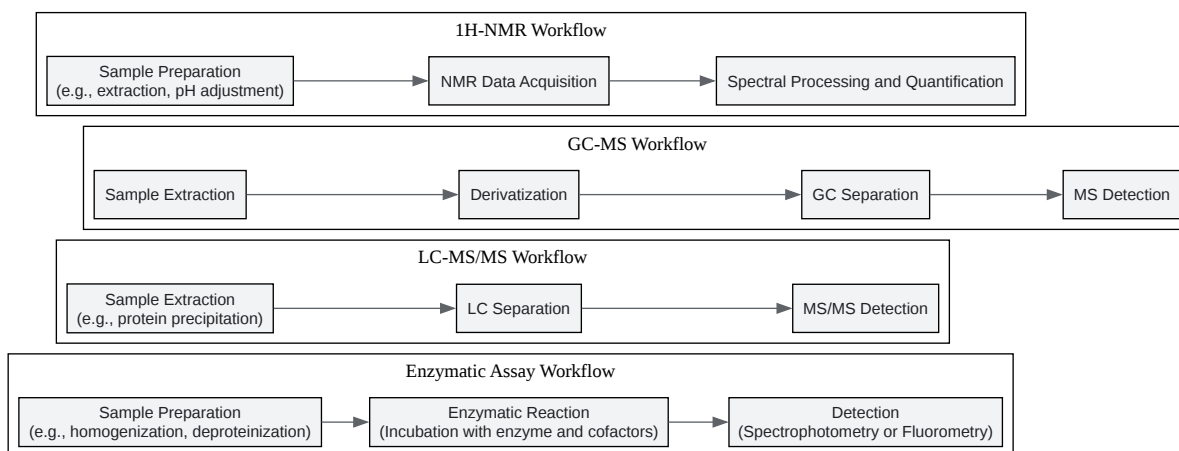 1H-NMR Workflow
Sample Preparation
(e.g., extraction, pH adjustment)
NMR Data Acquisition
Spectral Processing and Quantification
GC-MS Workflow
Sample Extraction
Derivatization
GC Separation
MS Detection
LC-MS/MS Workflow
Sample Extraction
(e.g., protein precipitation)
LC Separation
MS/MS Detection
Enzymatic Assay Workflow
Sample Preparation
(e.g., homogenization, deproteinization)
Enzymatic Reaction
(Incubation with enzyme and cofactors)
Detection
(Spectrophotometry or Fluorometry)